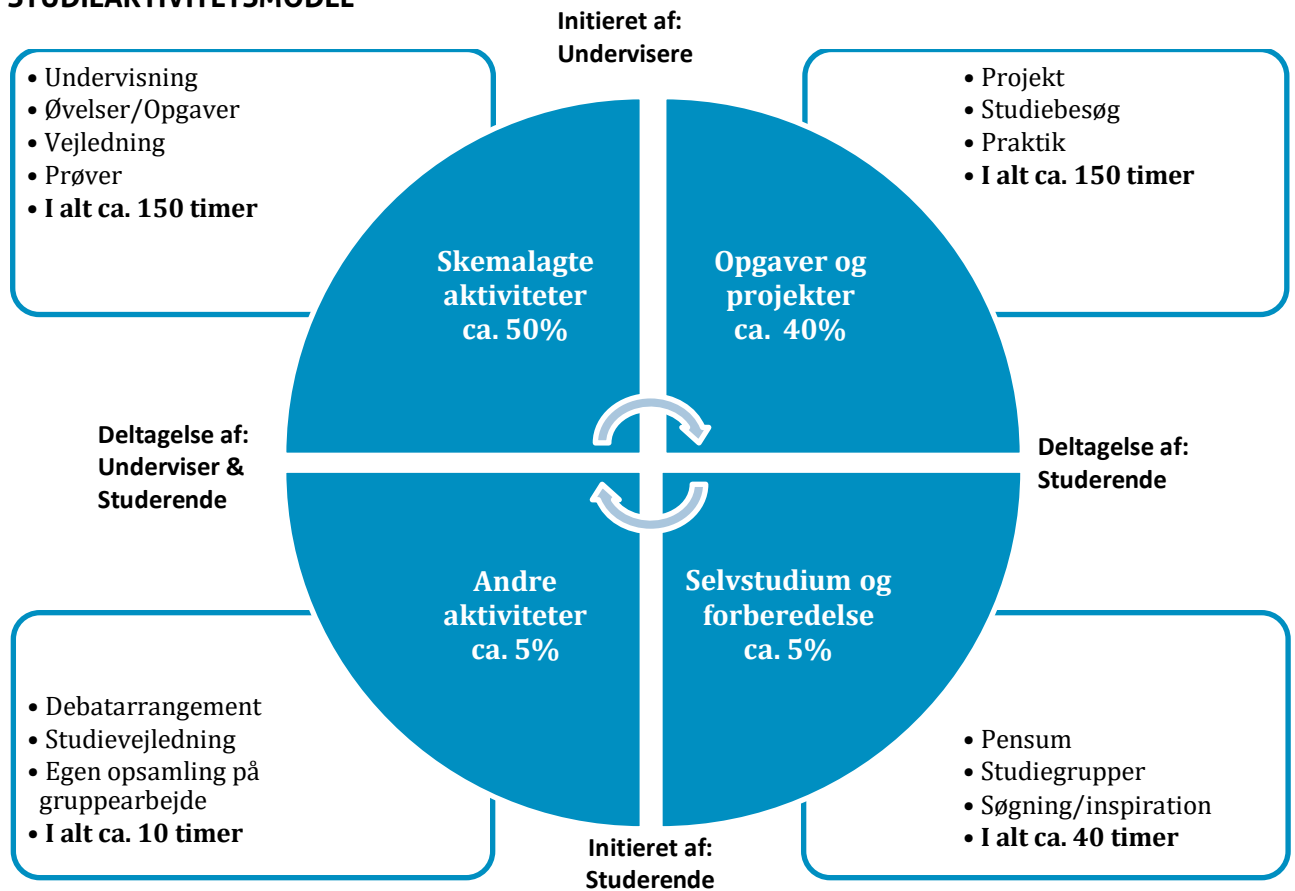 STUDIEAKTIVITETSMODEL
Initieret af:
Undervisere
• Undervisning
• Øvelser/Opgaver
• Vejledning
• Prøver
• I alt ca. 150 timer
• Projekt
• Studiebesøg
• Praktik
• I alt ca. 150 timer
Skemalagte
aktiviteter
ca. 50%
Opgaver og
projekter
ca. 40%
Deltagelse af:
Underviser &
Studerende
Deltagelse af:
Studerende
Andre
aktiviteter
ca. 5%
Selvstudium og
forberedelse
ca. 5%
• Debatarrangement
• Studievejledning
• Egen opsamling på
gruppearbejde
• I alt ca. 10 timer
• Pensum
• Studiegrupper
• Søgning/inspiration
• I alt ca. 40 timer
Initieret af:
Studerende